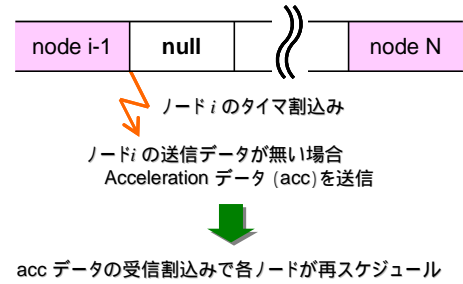 node i-1 null node N
ノード i のタイマ割込み
ノードi の送信データが無い場合
Acceleration データ (acc)を送信
acc データの受信割込みで各ノードが再スケジュール